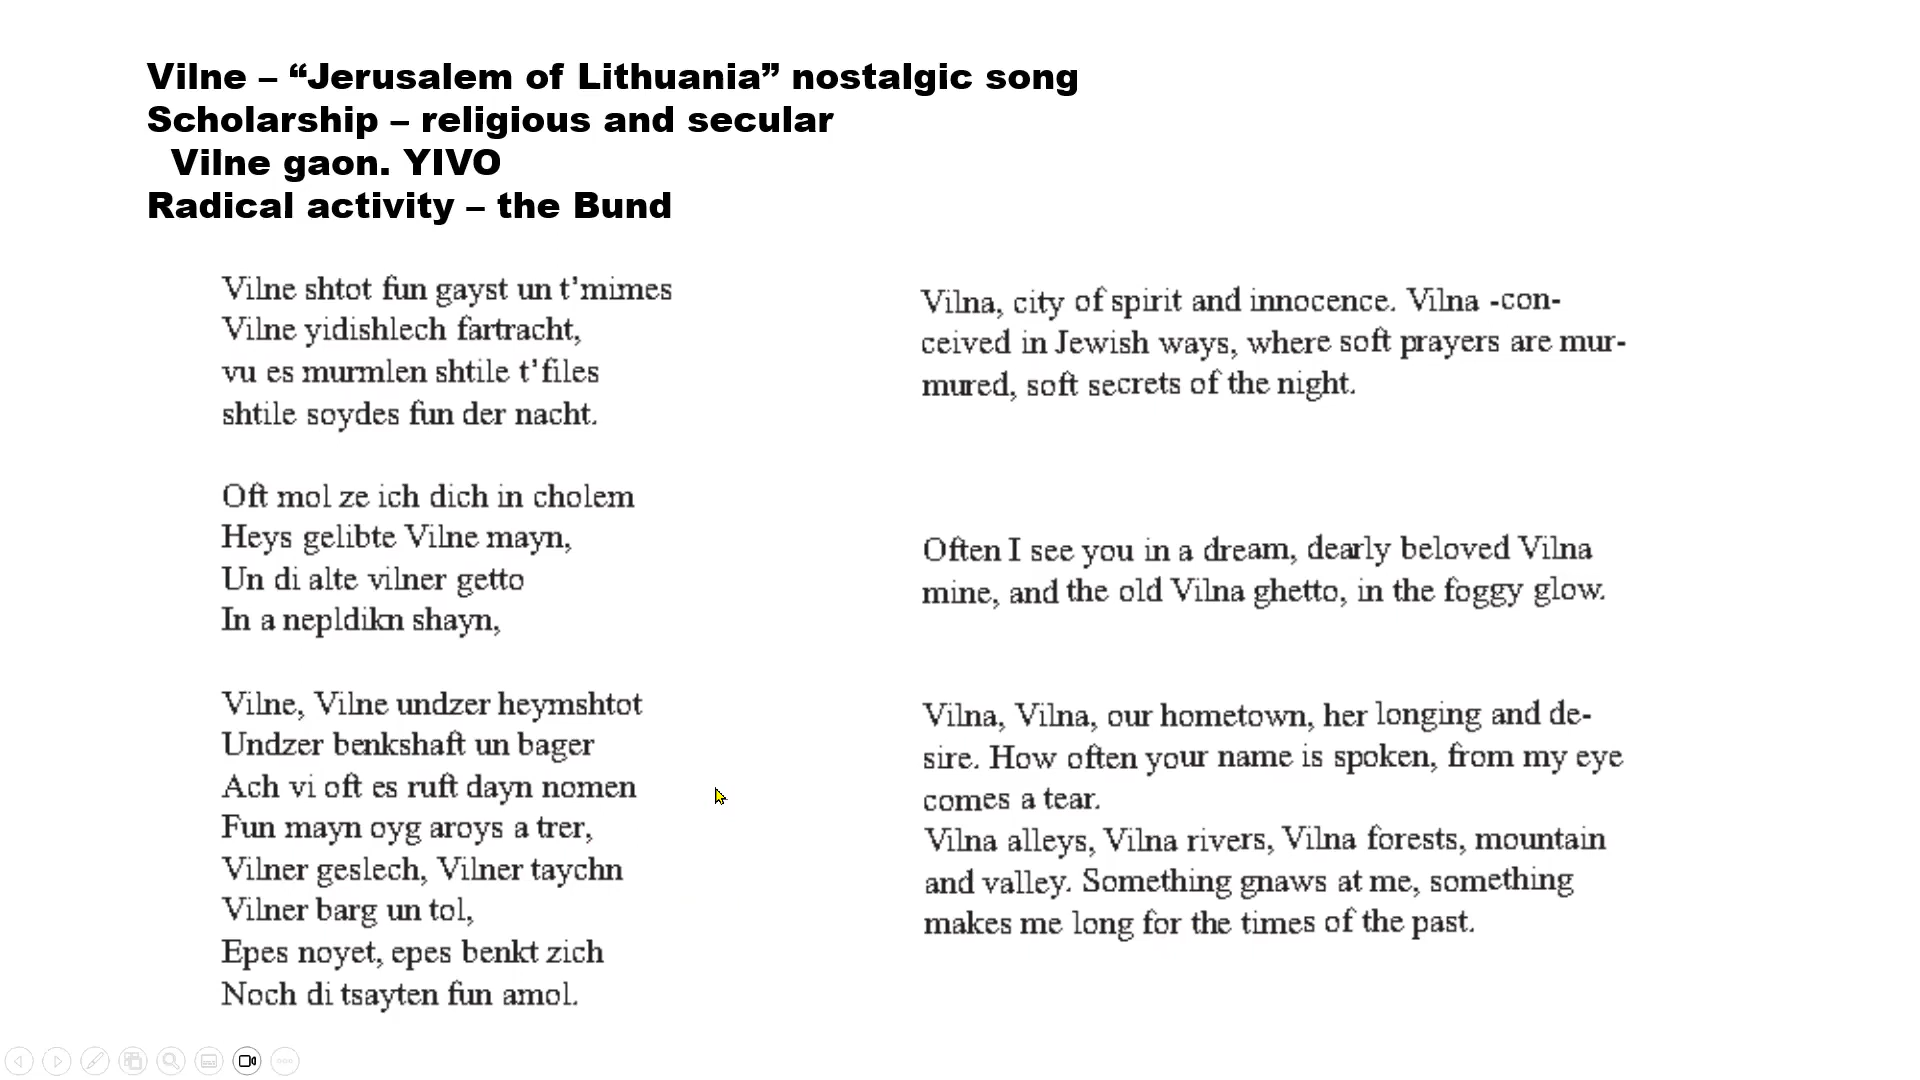 Vilne – “Jerusalem of Lithuania” nostalgic song
Scholarship – religious and secular
Vilne gaon. YIVO
Radical activity – the Bund
Vilne shtot fun gayst un t’mimes
Vilne yidishlech fartracht,
vu es murmlen shtile t’files
shtile soydes fun der nacht.
Oft mol ze ich dich in cholem
Heys gelibte Vilne mayn,
Un di alte vilner getto
In a nepldikn shayn,
Vilne, Vilne undzer heymshtot
Undzer benkshaft un bager
Ach vi oft es ruft dayn nomen
Fun mayn oyg aroys a trer,
Vilner geslech, Vilner taychn
Vilner barg un tol,
Epes noyet, epes benkt zich
Noch di tsayten fun amol.
Vilna, city of spirit and innocence. Vilna -con-
ceived in Jewish ways, where soft prayers are mur-
mured, soft secrets of the night.
Often I see you in a dream, dearly beloved Vilna
mine, and the old Vilna ghetto, in the foggy glow.
Vilna, Vilna, our hometown, her longing and de-
sire. How often your name is spoken, from my eye
comes a tear.
Vilna alleys, Vilna rivers, Vilna forests, mountain
and valley. Something gnaws at me, something
makes me long for the times of the past.